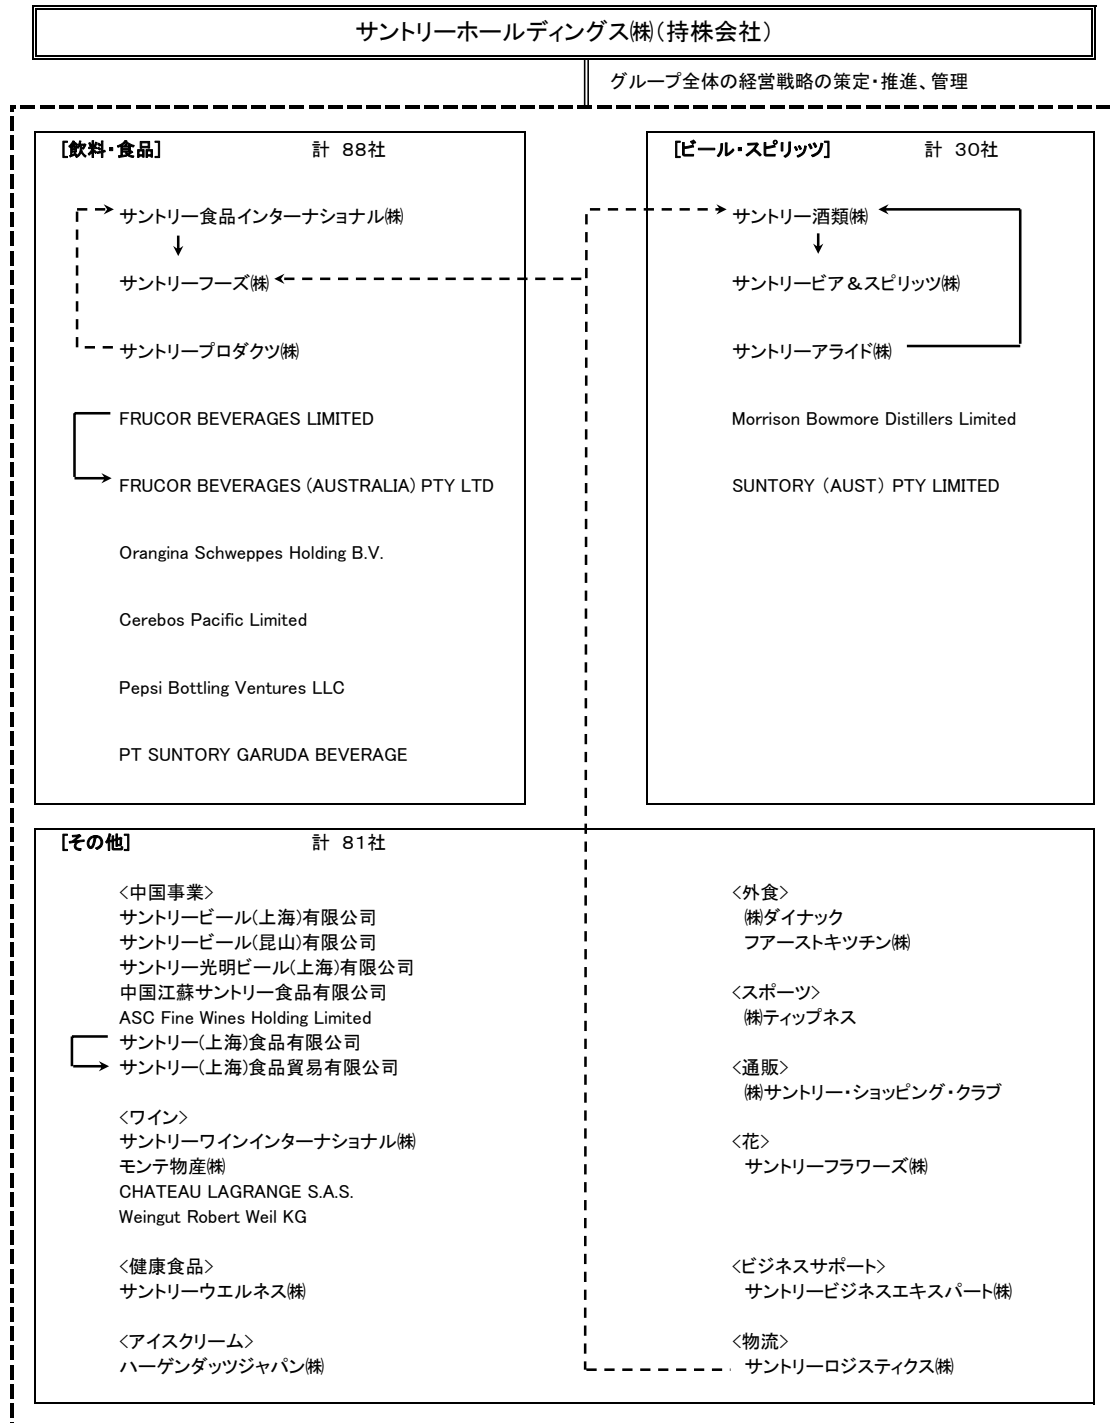 サントリーホールディングス㈱（持株会社）
グループ全体の経営戦略の策定・推進、管理
[飲料・食品] 計 88社
サントリー食品インターナショナル㈱
サントリーフーズ㈱
サントリープロダクツ㈱
FRUCOR BEVERAGES LIMITED
FRUCOR BEVERAGES (AUSTRALIA) PTY LTD
Orangina Schweppes Holding B.V.
Cerebos Pacific Limited
Pepsi Bottling Ventures LLC
PT SUNTORY GARUDA BEVERAGE
[ビール・スピリッツ] 計 30社
サントリー酒類㈱
サントリービア＆スピリッツ㈱
サントリーアライド㈱
Morrison Bowmore Distillers Limited
SUNTORY (AUST) PTY LIMITED
[その他] 計 81社
<中国事業>
サントリービール(上海)有限公司
サントリービール(昆山)有限公司
サントリー光明ビール(上海)有限公司
中国江蘇サントリー食品有限公司
ASC Fine Wines Holding Limited
サントリー(上海)食品有限公司
サントリー(上海)食品貿易有限公司
<ワイン>
サントリーワインインターナショナル㈱
モンテ物産㈱
CHATEAU LAGRANGE S.A.S.
Weingut Robert Weil KG
<健康食品>
サントリーウエルネス㈱
<アイスクリーム>
ハーゲンダッツジャパン㈱
<外食>
㈱ダイナック
フアーストキツチン㈱
<スポーツ>
㈱ティップネス
<通販>
㈱サントリー・ショッピング・クラブ
<花>
サントリーフラワーズ㈱
<ビジネスサポート>
サントリービジネスエキスパート㈱
<物流>
サントリーロジスティクス㈱